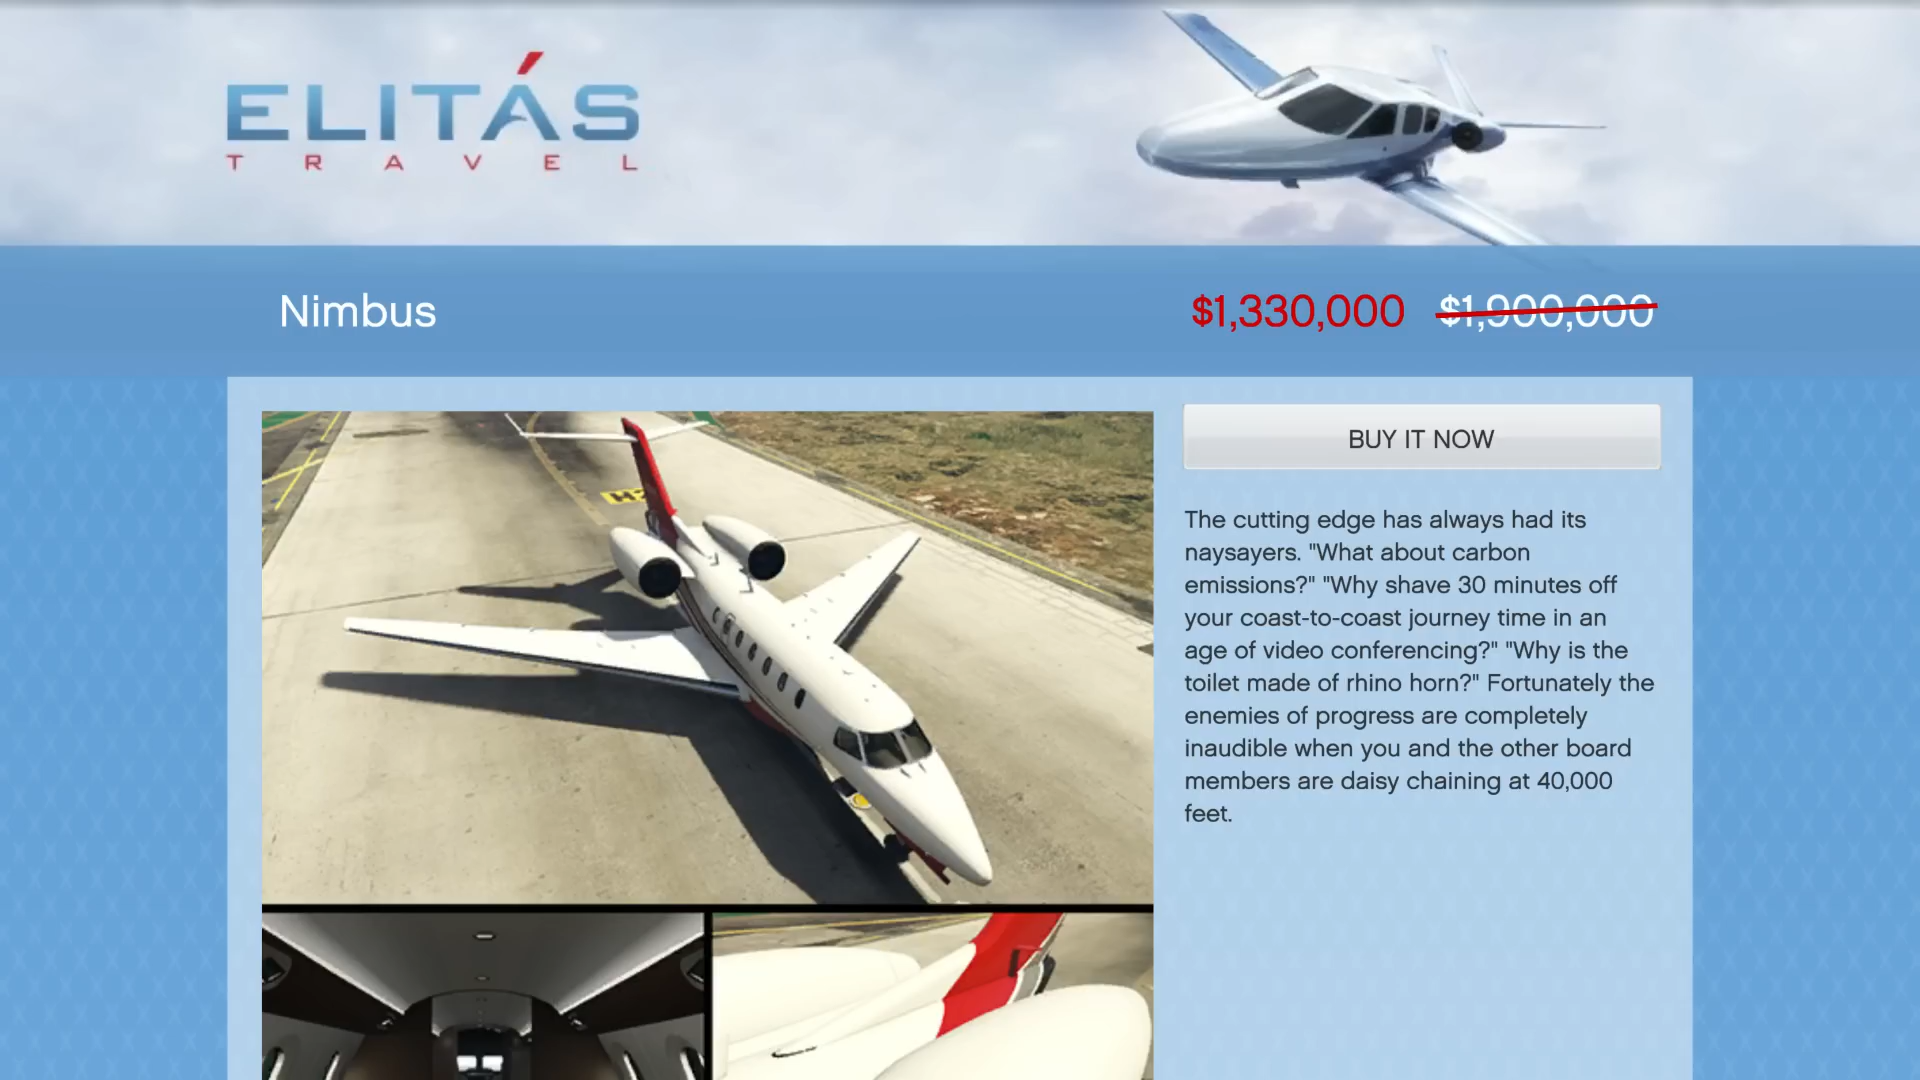 ELITÁS
TRAVEL
Nimbus
$1,330,000 $1,900,000
BUY IT NOW
The cutting edge has always had its
naysayers. "What about carbon
emissions?" "Why shave 30 minutes off
your coast-to-coast journey time in an
age of video conferencing?" "Why is the
toilet made of rhino horn?" Fortunately the
enemies of progress are completely
inaudible when you and the other board
members are daisy chaining at 40,000
feet.